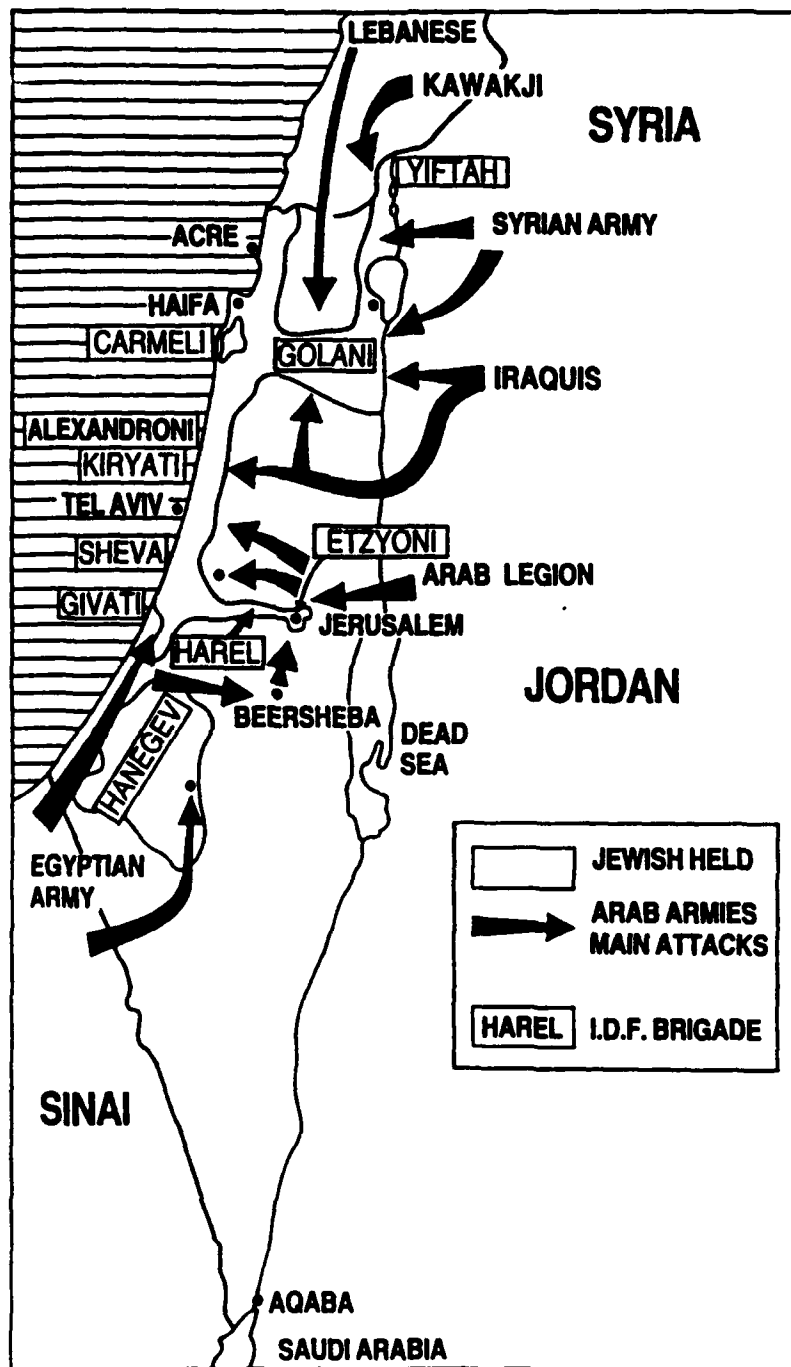 LEBANESE
KAWAKJI
SYRIA
YIFTAH
ACRE
SYRIAN ARMY
HAIFA
CARMELI
GOLANI
IRAQUIS
ALEXANDRONI
KIRYATI
TEL AVIV
ETZYONI
SHEVA
ARAB LEGION
GIVATI
JERUSALEM
HAREL
JORDAN
BEERSHEBA
DEAD
SEA
HANEGEV
EGYPTIAN
ARMY
JEWISH HELD
ARAB ARMIES
MAIN ATTACKS
HAREL I.D.F. BRIGADE
SINAI
AQABA
SAUDI ARABIA